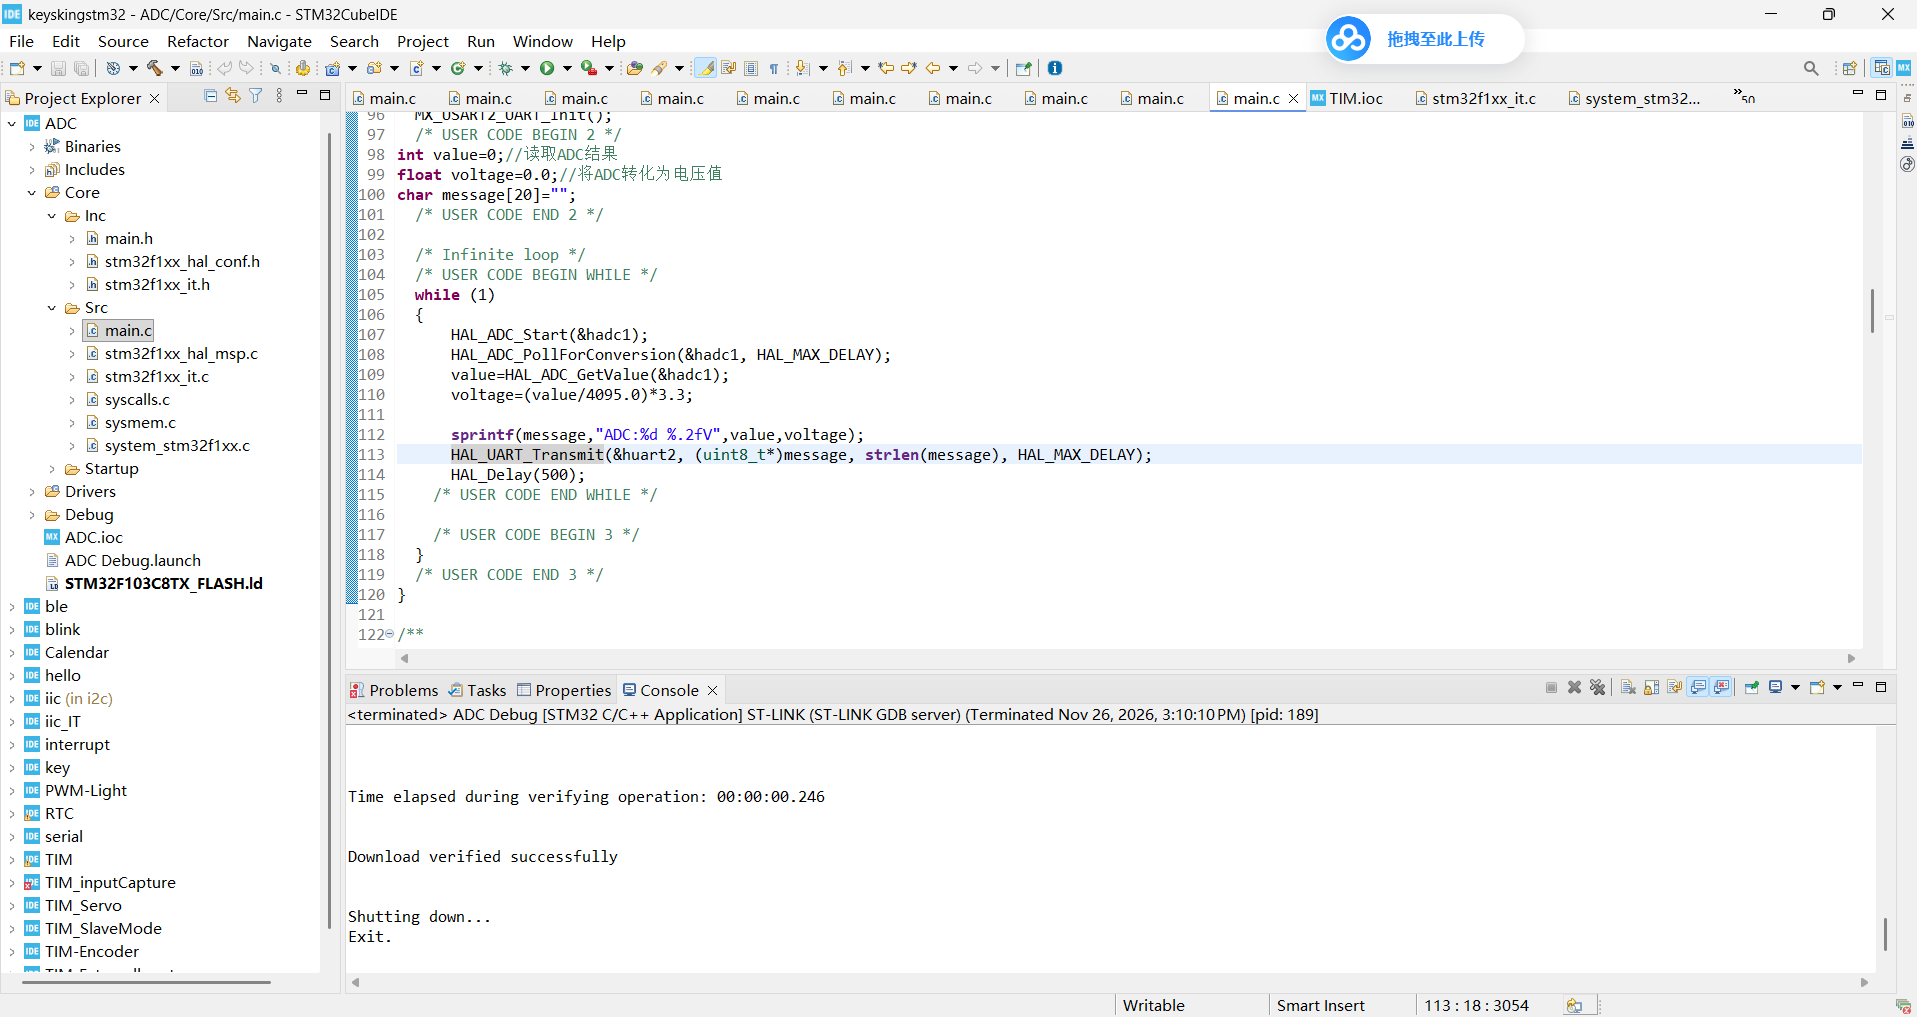 keyskingstm32 - ADC/Core/Src/main.c - STM32CubeIDE
拖拽至此上传
File Edit Source Refactor Navigate Search Project Run Window Help
Project Explorer
main.c main.c main.c main.c main.c main.c main.c main.c main.c main.c TIM.ioc stm32f1xx_it.c system_stm32... »50
ADC
Binaries
Includes
Core
Inc
main.h
stm32f1xx_hal_conf.h
stm32f1xx_it.h
Src
main.c
stm32f1xx_hal_msp.c
stm32f1xx_it.c
syscalls.c
sysmem.c
system_stm32f1xx.c
Startup
Drivers
Debug
ADC.ioc
ADC Debug.launch
STM32F103C8TX_FLASH.ld
ble
blink
Calendar
hello
iic (in i2c)
iic_IT
interrupt
key
PWM-Light
RTC
serial
TIM
TIM_inputCapture
TIM_Servo
TIM_SlaveMode
TIM-Encoder
96 MX_USART2_UART_Init();
97 /* USER CODE BEGIN 2 */
98 int value=0;//读取ADC结果
99 float voltage=0.0;//将ADC转化为电压值
100 char message[20]="";
101 /* USER CODE END 2 */
102
103 /* Infinite loop */
104 /* USER CODE BEGIN WHILE */
105 while (1)
106 {
107 HAL_ADC_Start(&hadc1);
108 HAL_ADC_PollForConversion(&hadc1, HAL_MAX_DELAY);
109 value=HAL_ADC_GetValue(&hadc1);
110 voltage=(value/4095.0)*3.3;
111
112 sprintf(message,"ADC:%d %.2fV",value,voltage);
113 HAL_UART_Transmit(&huart2, (uint8_t*)message, strlen(message), HAL_MAX_DELAY);
114 HAL_Delay(500);
115 /* USER CODE END WHILE */
116
117 /* USER CODE BEGIN 3 */
118 }
119 /* USER CODE END 3 */
120 }
121
122 /**
Problems Tasks Properties Console
<terminated> ADC Debug [STM32 C/C++ Application] ST-LINK (ST-LINK GDB server) (Terminated Nov 26, 2026, 3:10:10 PM) [pid: 189]
Time elapsed during verifying operation: 00:00:00.246
Download verified successfully
Shutting down...
Exit.
Writable Smart Insert 113 : 18 : 3054